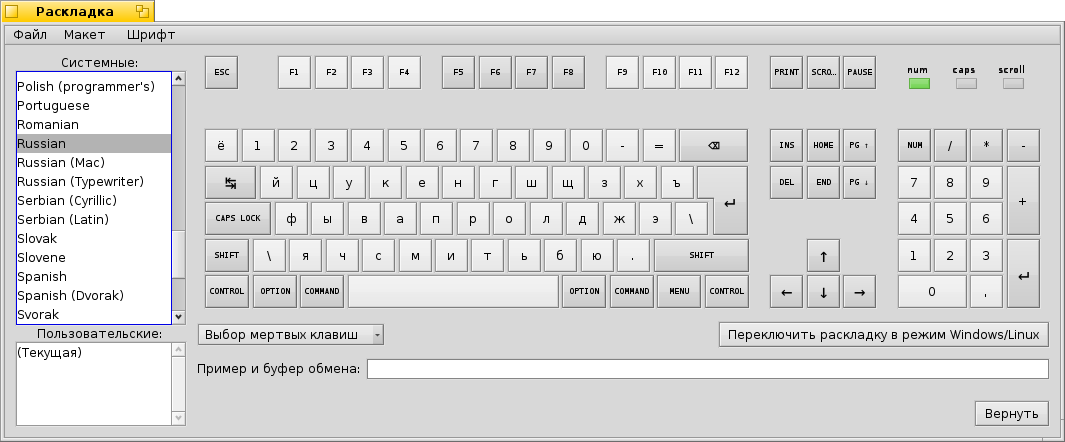 Раскладка
Файл Макет Шрифт
Системные:
Polish (programmer's)
Portuguese
Romanian
Russian
Russian (Mac)
Russian (Typewriter)
Serbian (Cyrillic)
Serbian (Latin)
Slovak
Slovene
Spanish
Spanish (Dvorak)
Svorak
Пользовательские:
(Текущая)
ESC F1 F2 F3 F4 F5 F6 F7 F8 F9 F10 F11 F12 PRINT SCRO... PAUSE
num caps scroll
ё 1 2 3 4 5 6 7 8 9 0 - = ⌫ INS HOME PG ↑ NUM / * -
↹ й ц у к е н г ш щ з х ъ ↵ DEL END PG ↓ 7 8 9 +
CAPS LOCK ф ы в а п р о л д ж э \ 4 5 6
SHIFT \ я ч с м и т ь б ю . SHIFT ↑ 1 2 3 ↵
CONTROL OPTION COMMAND OPTION COMMAND MENU CONTROL ← ↓ → 0 ,
Выбор мертвых клавиш
Переключить раскладку в режим Windows/Linux
Пример и буфер обмена:
Вернуть